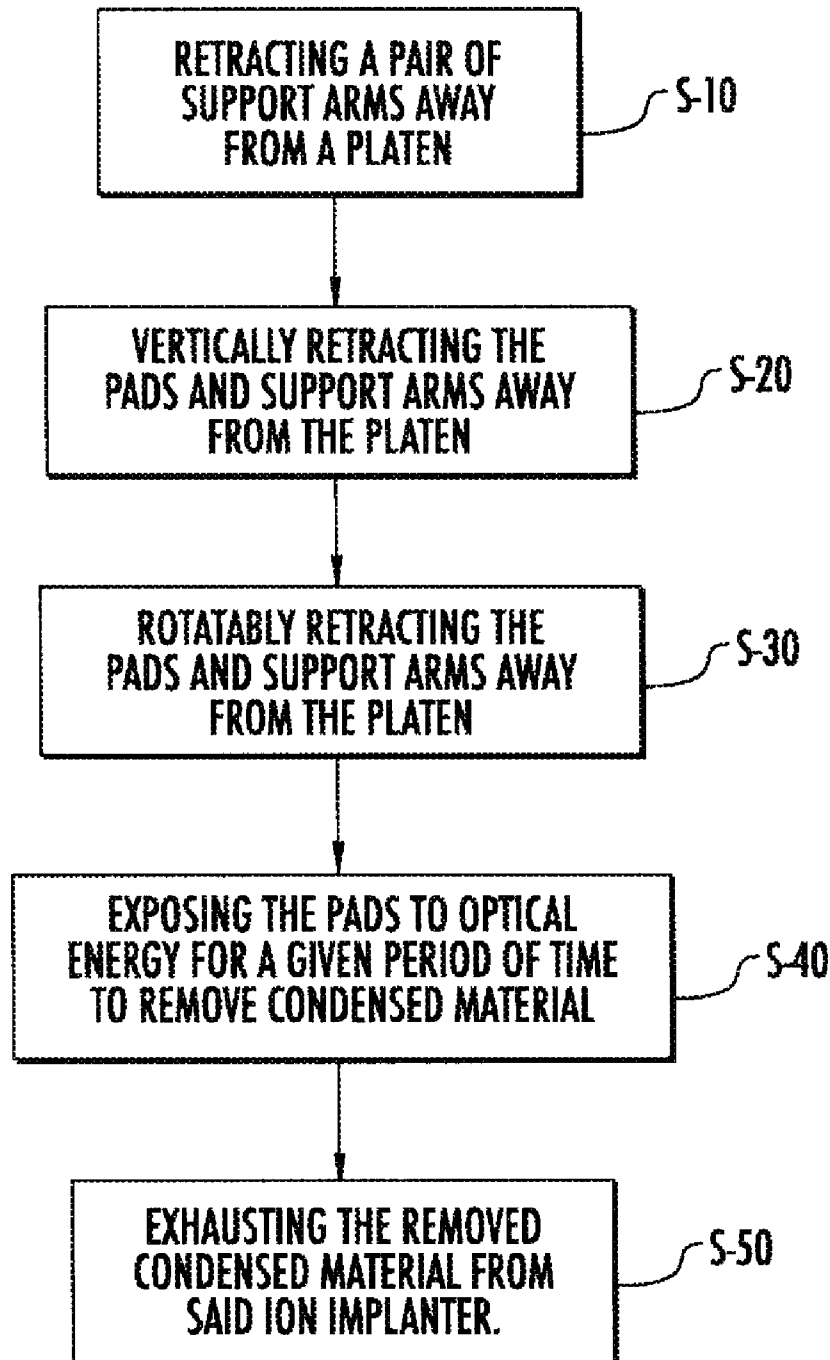 RETRACTING A PAIR OF
SUPPORT ARMS AWAY
FROM A PLATEN
S-10
VERTICALLY RETRACTING THE
PADS AND SUPPORT ARMS AWAY
FROM THE PLATEN
S-20
ROTATABLY RETRACTING THE
PADS AND SUPPORT ARMS AWAY
FROM THE PLATEN
S-30
EXPOSING THE PADS TO OPTICAL
ENERGY FOR A GIVEN PERIOD OF TIME
TO REMOVE CONDENSED MATERIAL
S-40
EXHAUSTING THE REMOVED
CONDENSED MATERIAL FROM
SAID ION IMPLANTER.
S-50